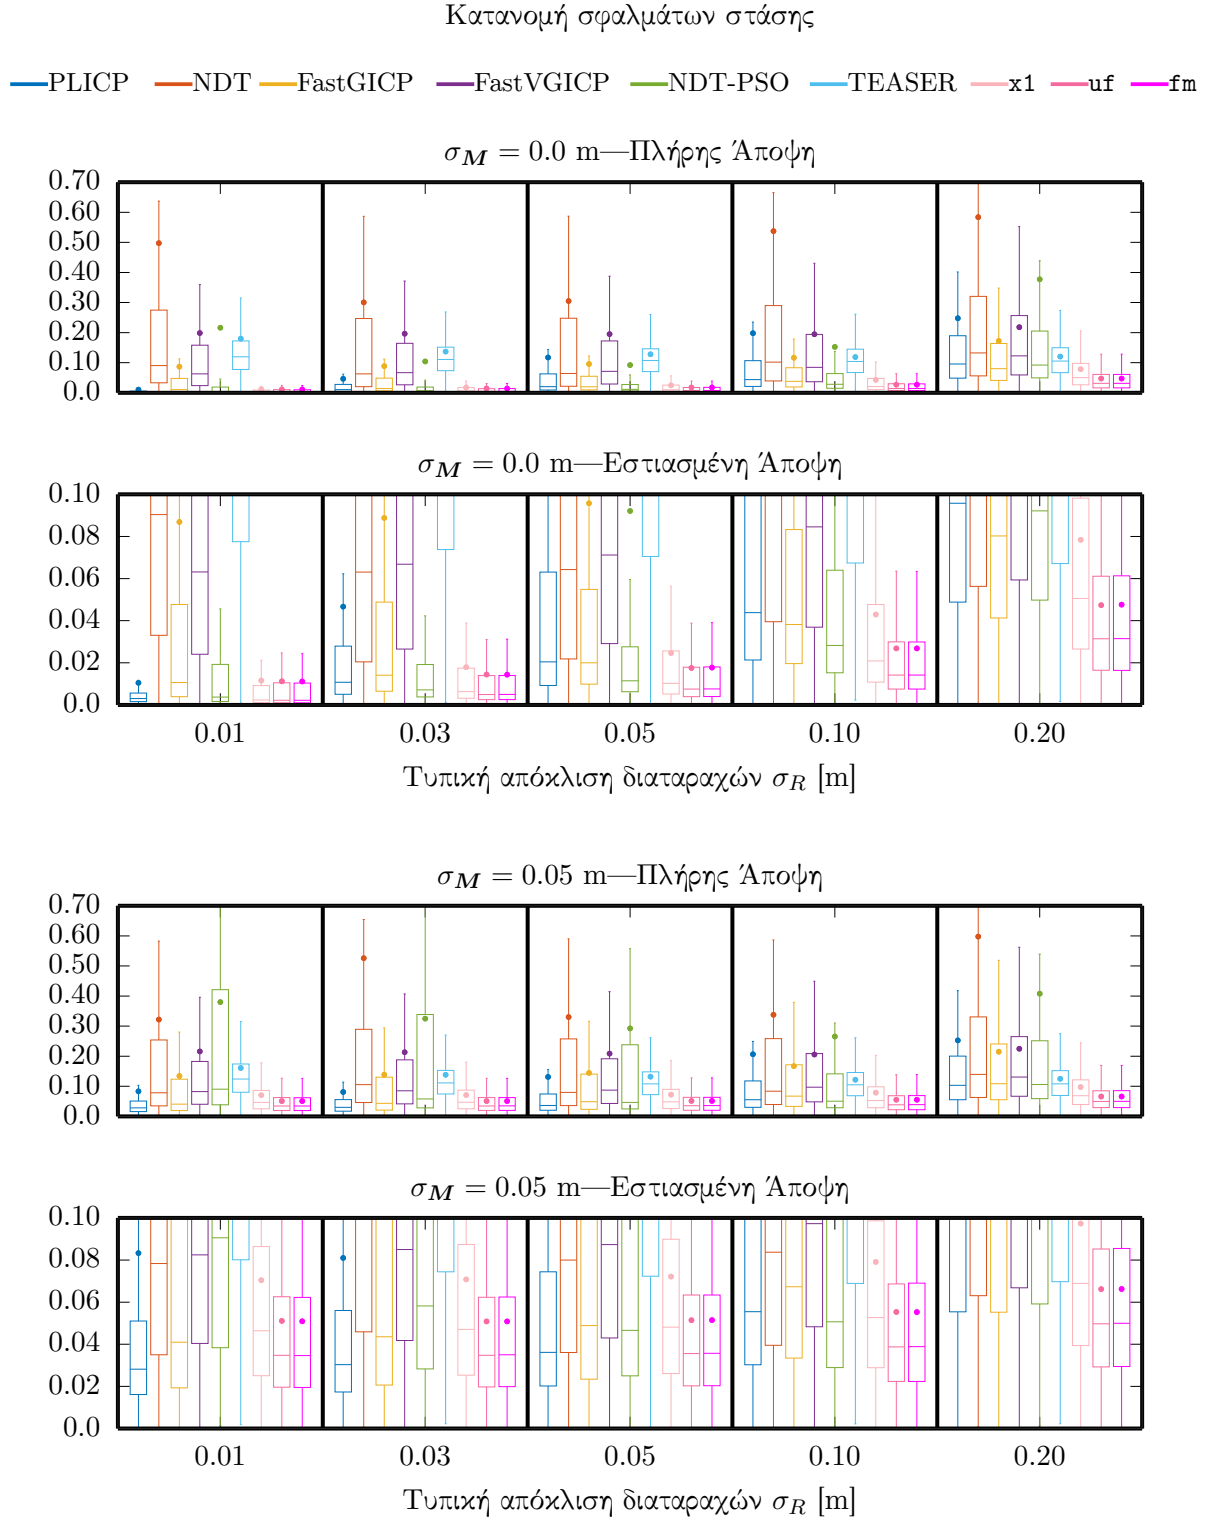 Κατανομή σφαλμάτων στάσης
PLICP NDT FastGICP FastVGICP NDT-PSO TEASER x1 uf fm
σ_M = 0.0 m—Πλήρης Άποψη
0.70
0.60
0.50
0.40
0.30
0.20
0.10
0.0
σ_M = 0.0 m—Εστιασμένη Άποψη
0.10
0.08
0.06
0.04
0.02
0.0
0.01 0.03 0.05 0.10 0.20
Τυπική απόκλιση διαταραχών σ_R [m]
σ_M = 0.05 m—Πλήρης Άποψη
0.70
0.60
0.50
0.40
0.30
0.20
0.10
0.0
σ_M = 0.05 m—Εστιασμένη Άποψη
0.10
0.08
0.06
0.04
0.02
0.0
0.01 0.03 0.05 0.10 0.20
Τυπική απόκλιση διαταραχών σ_R [m]